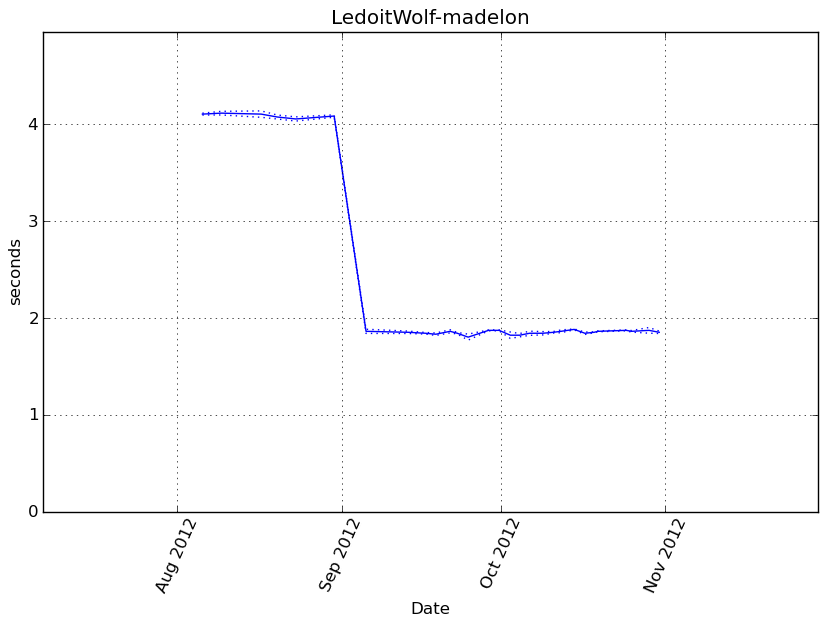 LedoitWolf-madelon
4
3
2
1
0
seconds
Aug 2012
Sep 2012
Oct 2012
Nov 2012
Date